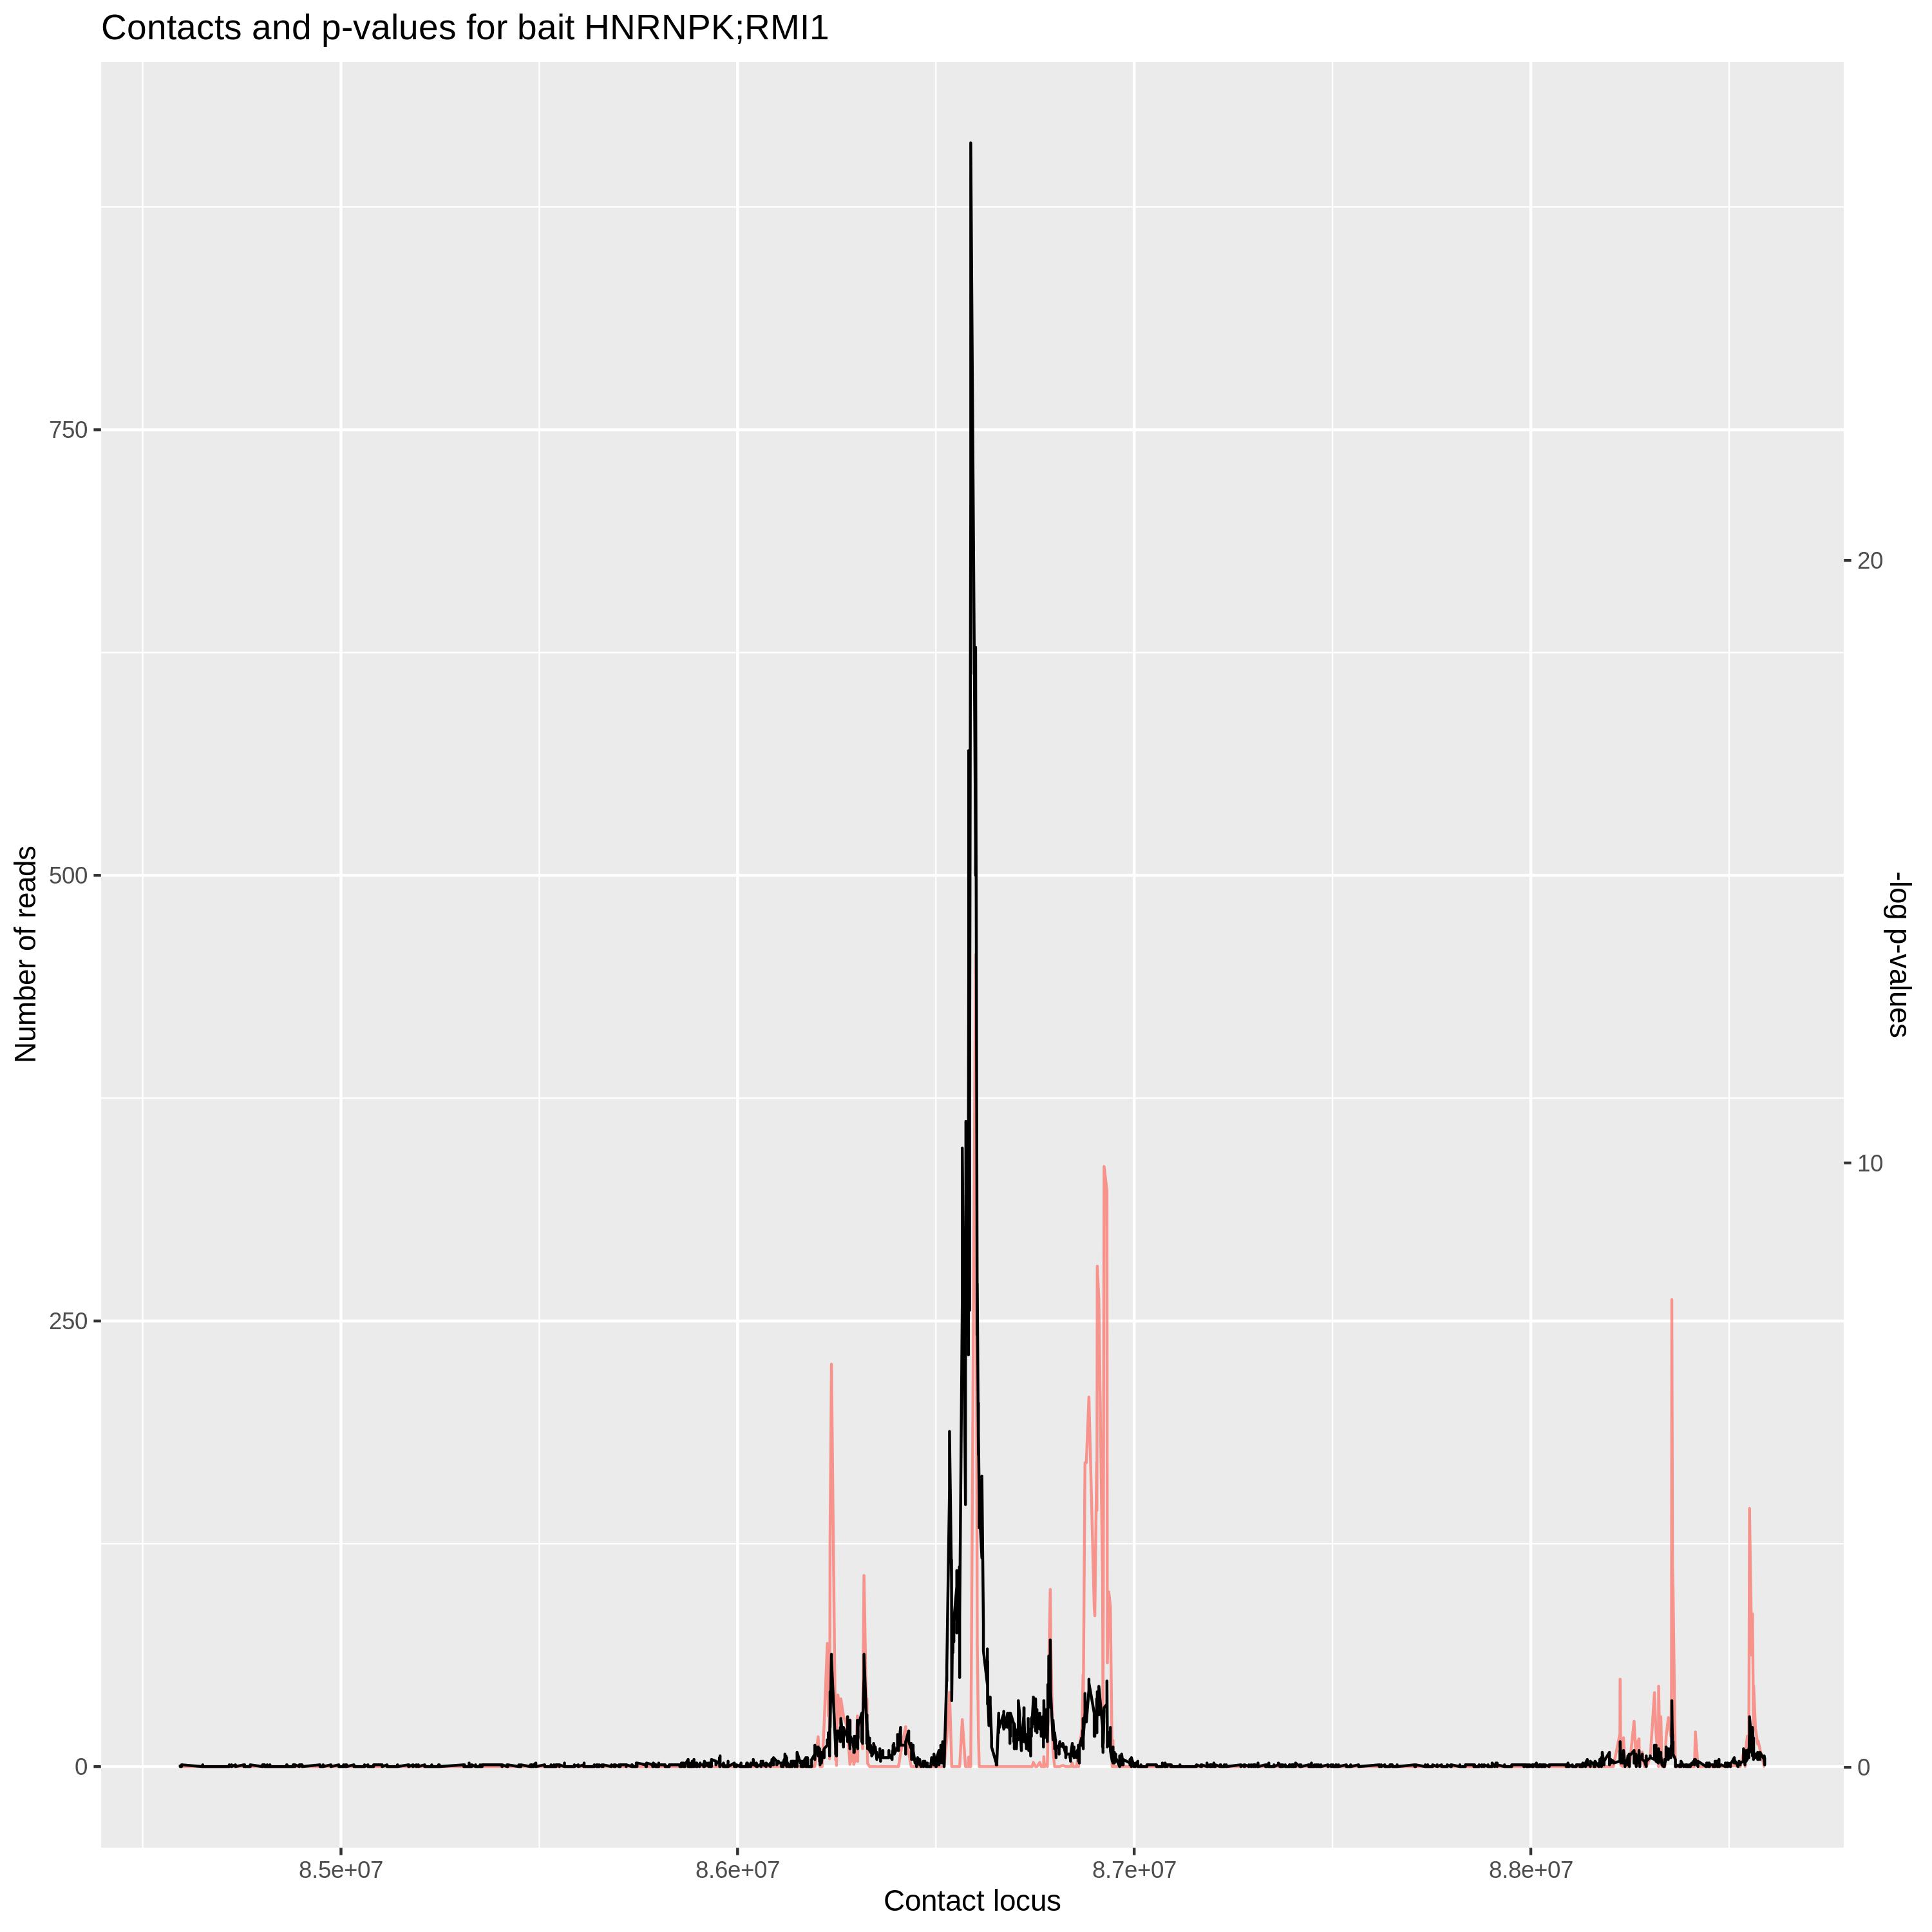 Contacts and p-values for bait HNRNPK;RMI1
Number of reads
750
500
250
0
20
10
0
-log p-values
8.5e+07 8.6e+07 8.7e+07 8.8e+07
Contact locus